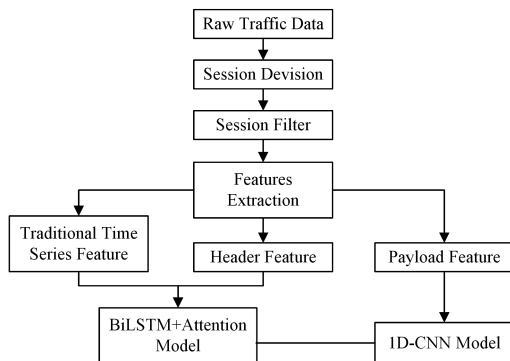 Raw Traffic Data
Session Devision
Session Filter
Features
Extraction
Traditional Time
Series Feature
Header Feature
Payload Feature
BiLSTM+Attention
Model
1D-CNN Model